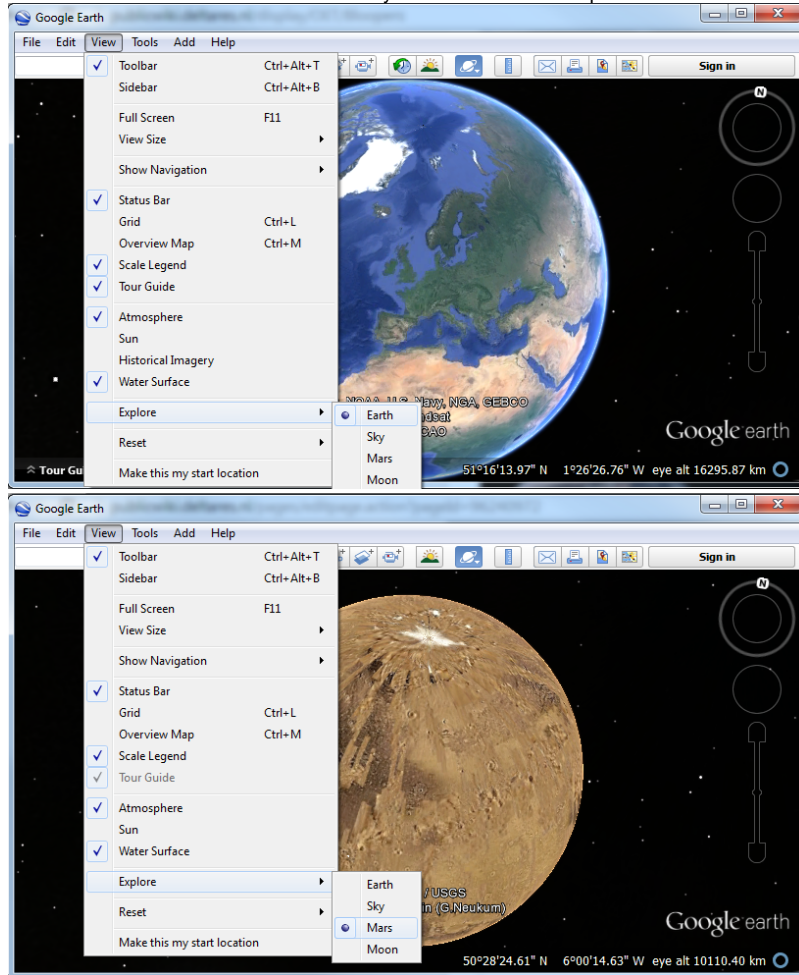 Google Earth
File Edit View Tools Add Help
Toolbar Ctrl+Alt+T
Sign in
Sidebar Ctrl+Alt+B
N
Full Screen F11
View Size
Show Navigation
Status Bar
Grid Ctrl+L
Overview Map Ctrl+M
Scale Legend
Tour Guide
Atmosphere
Sun
Historical Imagery
Water Surface
Navy, NGA, GEBCO
Explore
Earth
Sky
Mars
Moon
Google earth
Reset
Make this my start location
Tour Gu
51°16'13.97" N 1°26'26.76" W eye alt 16295.87 km
Google Earth
File Edit View Tools Add Help
Toolbar Ctrl+Alt+T
Sign in
Sidebar Ctrl+Alt+B
N
Full Screen F11
View Size
Show Navigation
Status Bar
Grid Ctrl+L
Overview Map Ctrl+M
Scale Legend
Tour Guide
Atmosphere
Sun
Water Surface
Explore
Earth
Sky
Mars
Moon
/ USGS
in (G.Neukum)
Google earth
Reset
Make this my start location
50°28'24.61" N 6°00'14.63" W eye alt 10110.40 km